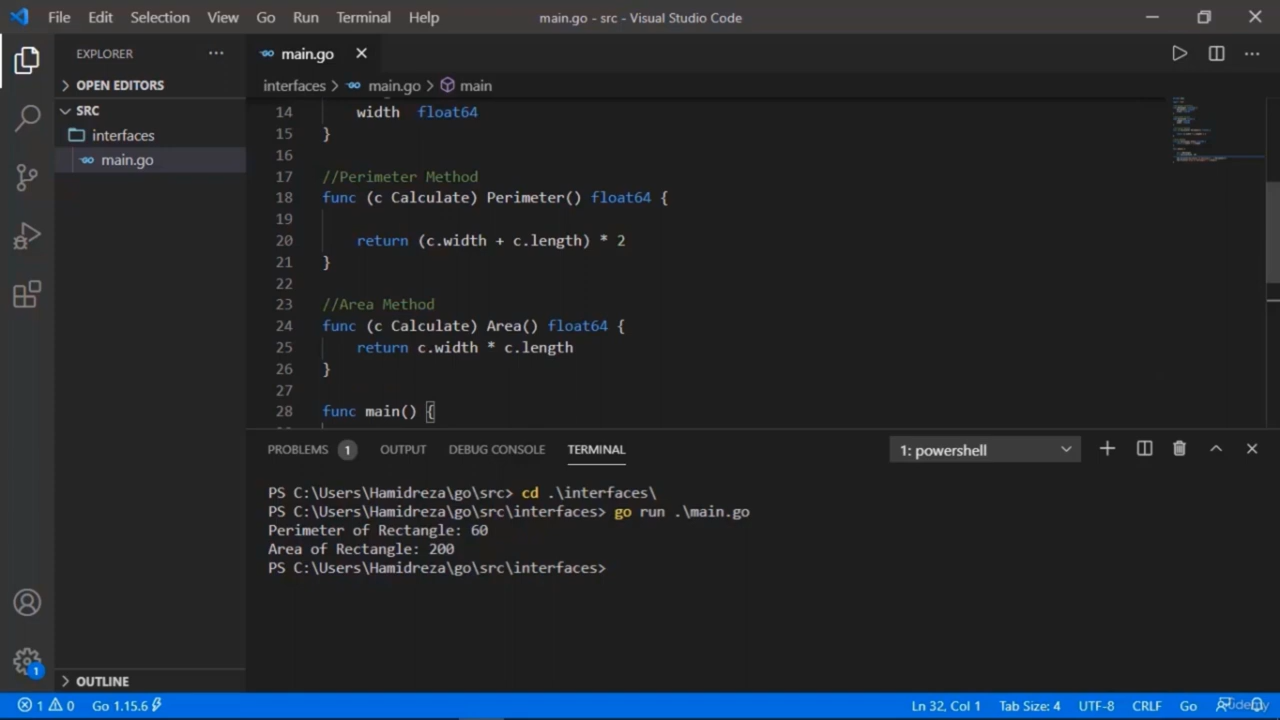 File Edit Selection View Go Run Terminal Help main.go - src - Visual Studio Code
EXPLORER
OPEN EDITORS
SRC
interfaces
main.go
main.go
interfaces > main.go > main
14 width float64
15 }
16
17 //Perimeter Method
18 func (c Calculate) Perimeter() float64 {
19
20 return (c.width + c.length) * 2
21 }
22
23 //Area Method
24 func (c Calculate) Area() float64 {
25 return c.width * c.length
26 }
27
28 func main() {
PROBLEMS 1 OUTPUT DEBUG CONSOLE TERMINAL 1: powershell
PS C:\Users\Hamidreza\go\src> cd .\interfaces\
PS C:\Users\Hamidreza\go\src\interfaces> go run .\main.go
Perimeter of Rectangle: 60
Area of Rectangle: 200
PS C:\Users\Hamidreza\go\src\interfaces>
OUTLINE
1
1 0 Go 1.15.6 Ln 32, Col 1 Tab Size: 4 UTF-8 CRLF Go